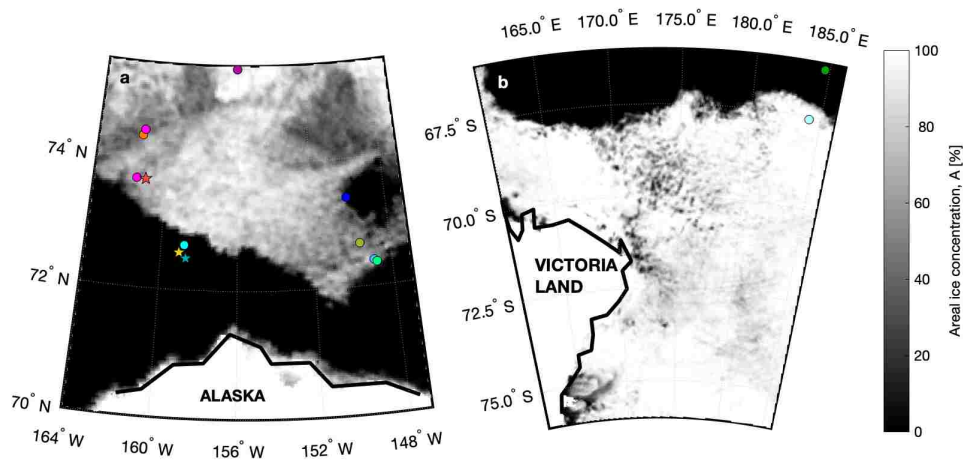 165.0° E 170.0° E 175.0° E 180.0° E 185.0° E
a
b
100
67.5° S
74° N
80
70.0° S
60
VICTORIA
LAND
72° N
72.5° S
40
ALASKA
20
75.0° S
70° N
0
164° W 160° W 156° W 152° W 148° W
Areal ice concentration, A [%]